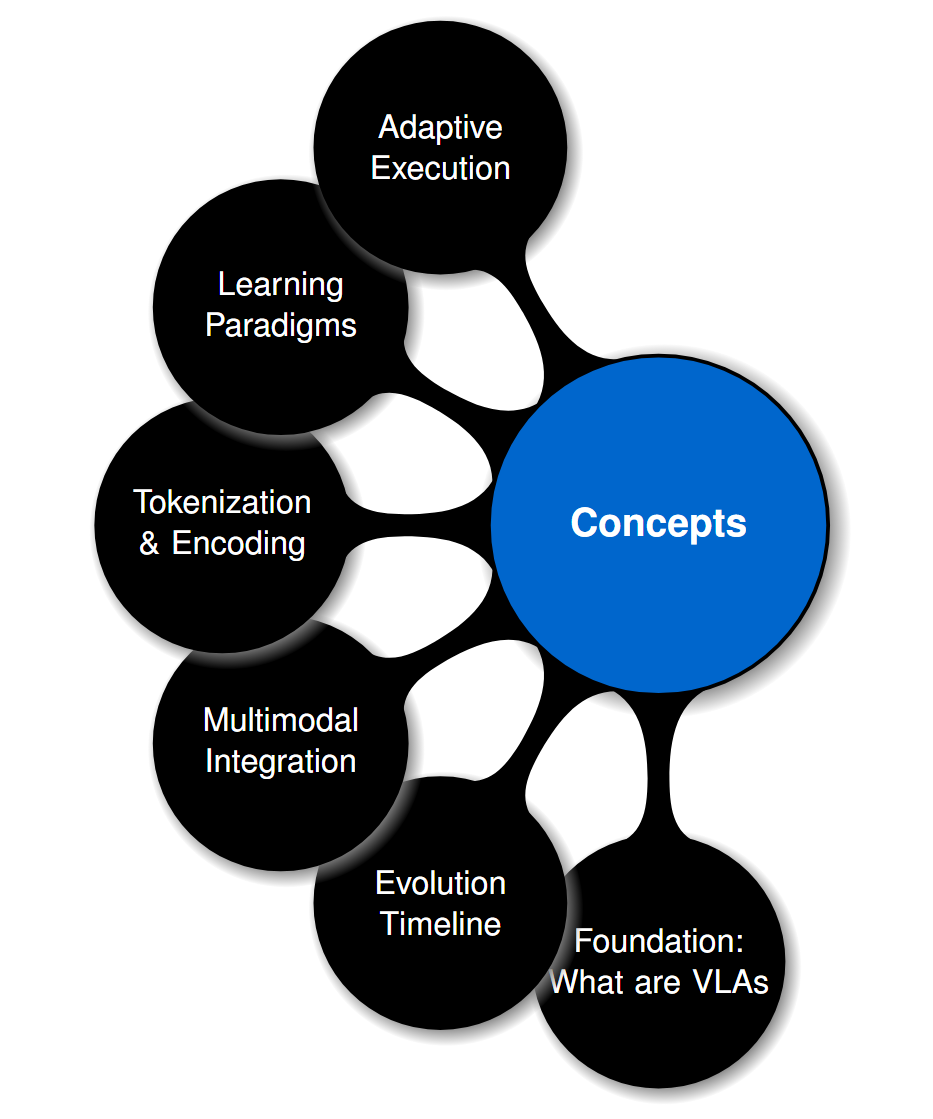 Adaptive
Execution
Learning
Paradigms
Tokenization
& Encoding
Concepts
Multimodal
Integration
Evolution
Timeline
Foundation:
What are VLAs